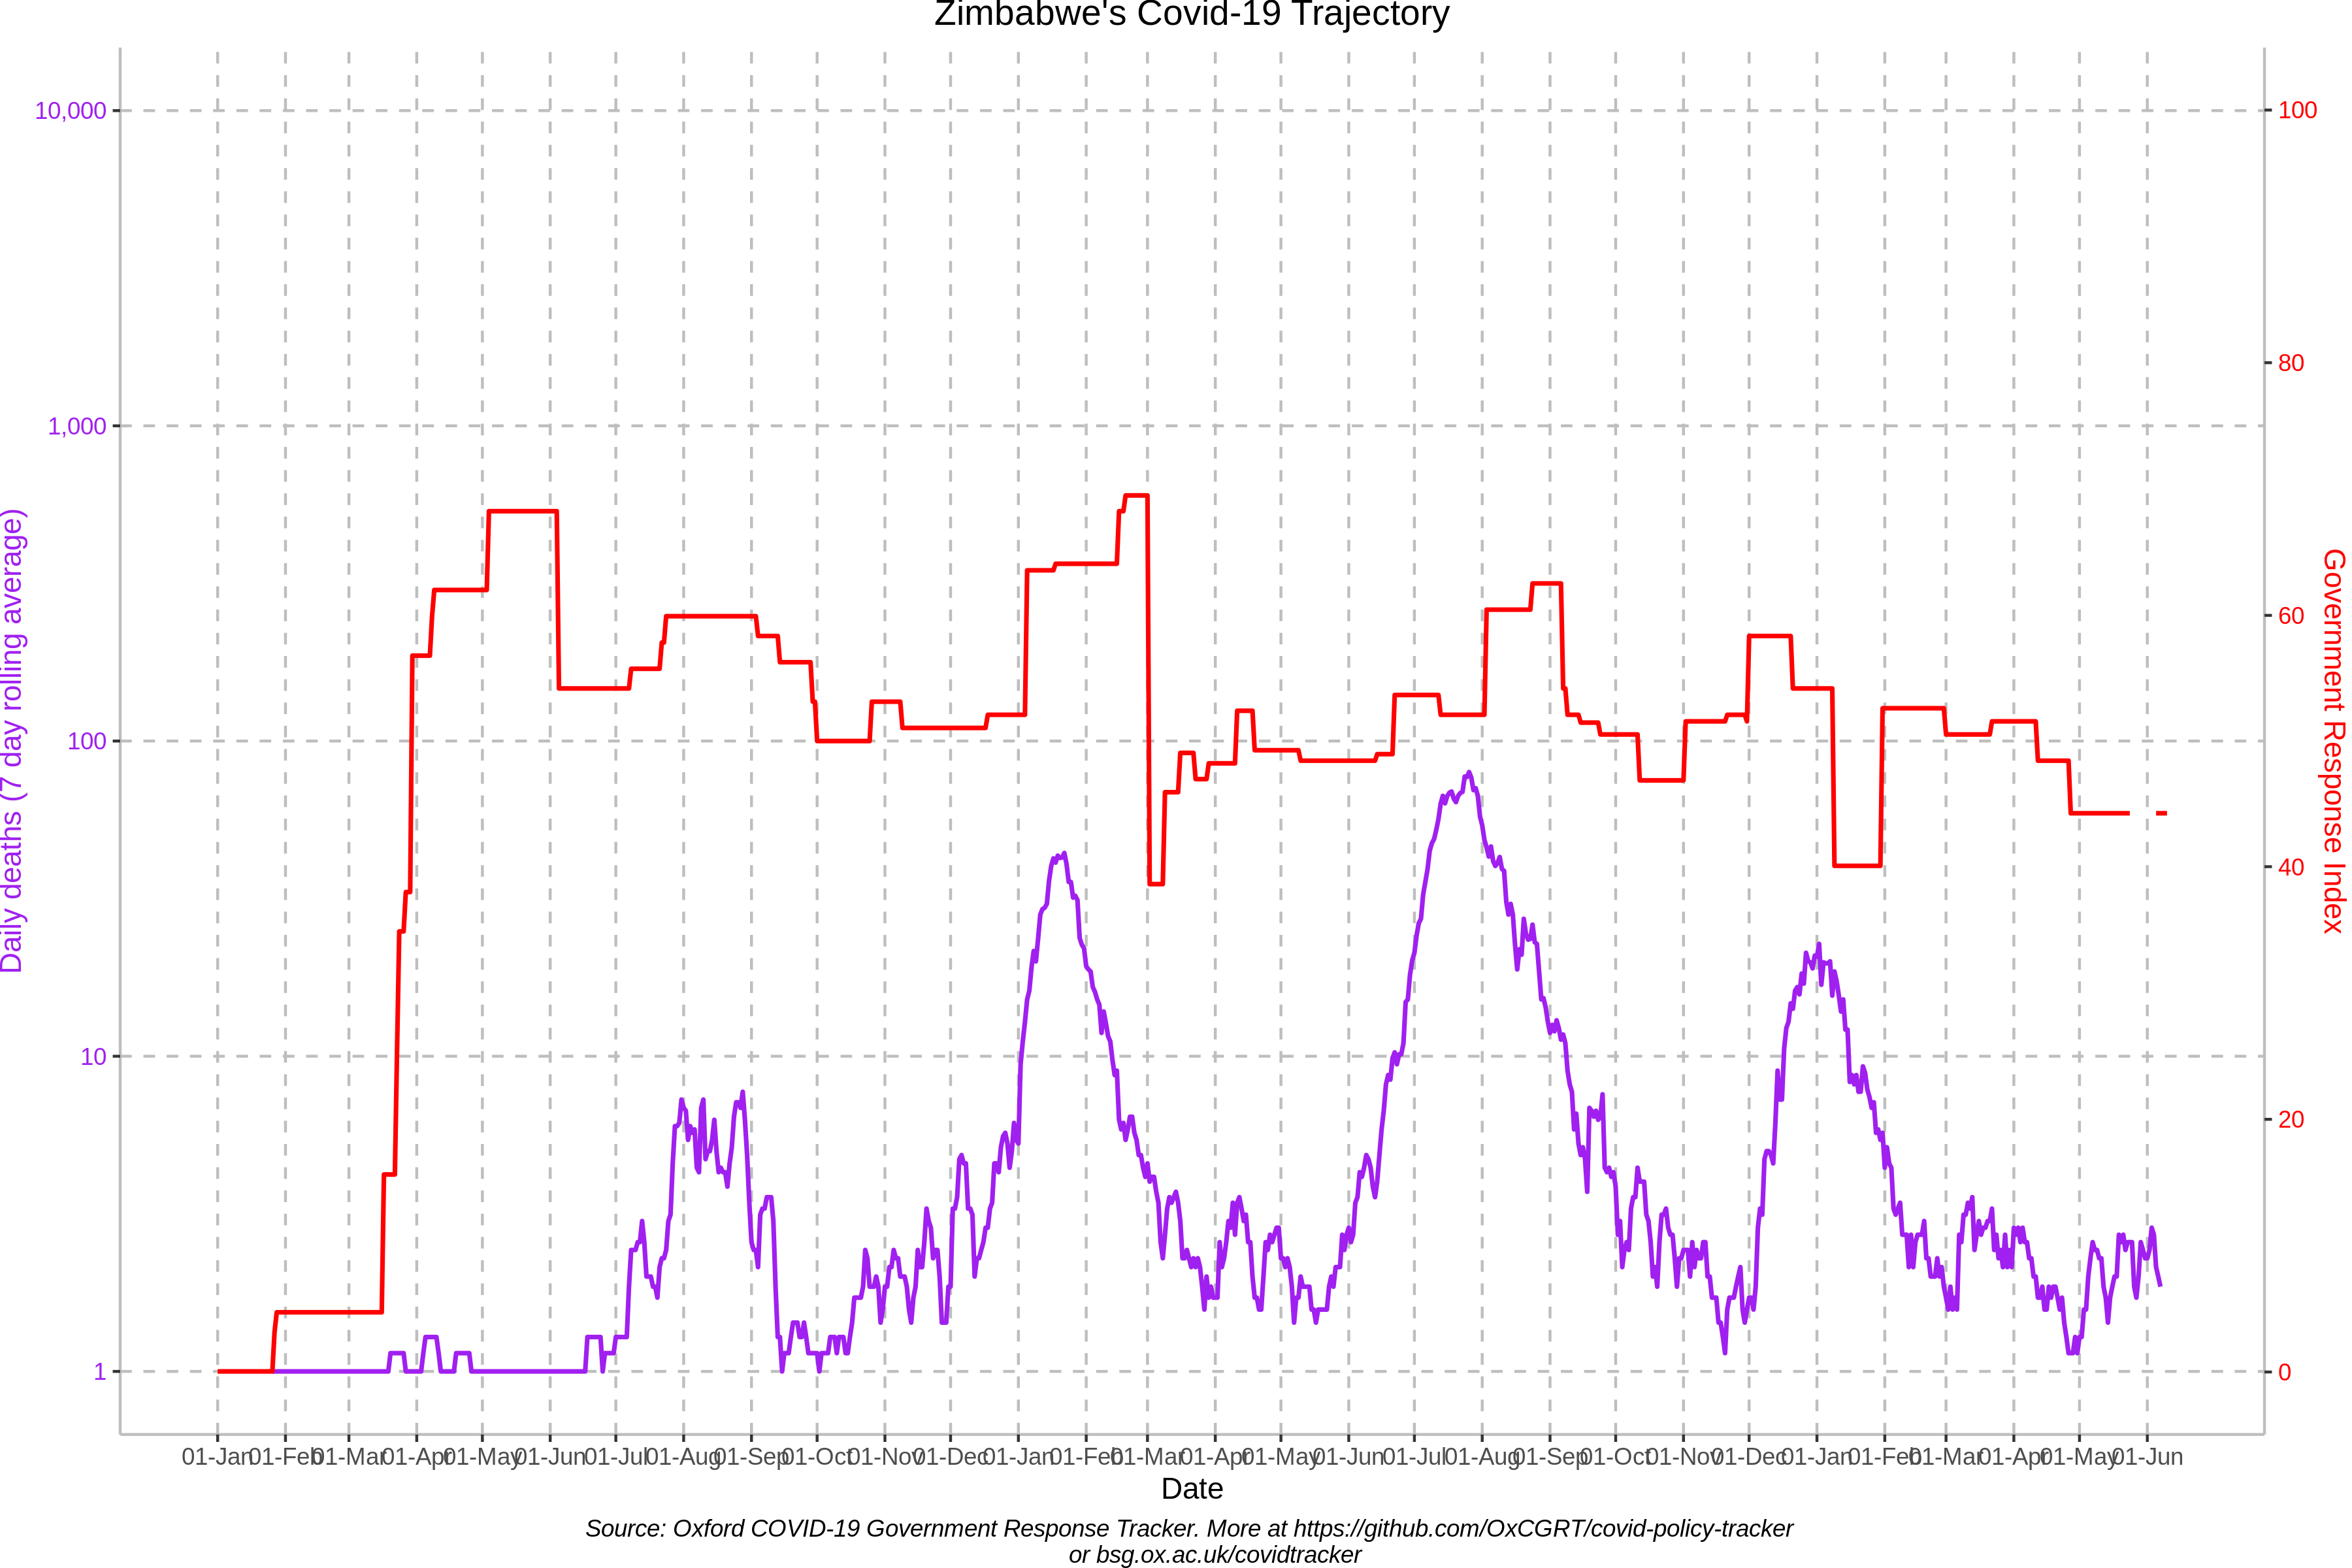 Zimbabwe's Covid-19 Trajectory
10,000
1,000
100
10
1
Daily deaths (7 day rolling average)
100
80
60
40
20
0
Government Response Index
01-Jan 01-Feb 01-Mar 01-Apr 01-May 01-Jun 01-Jul 01-Aug 01-Sep 01-Oct 01-Nov 01-Dec 01-Jan 01-Feb 01-Mar 01-Apr 01-May 01-Jun 01-Jul 01-Aug 01-Sep 01-Oct 01-Nov 01-Dec 01-Jan 01-Feb 01-Mar 01-Apr 01-May 01-Jun
Date
Source: Oxford COVID-19 Government Response Tracker. More at https://github.com/OxCGRT/covid-policy-tracker
or bsg.ox.ac.uk/covidtracker